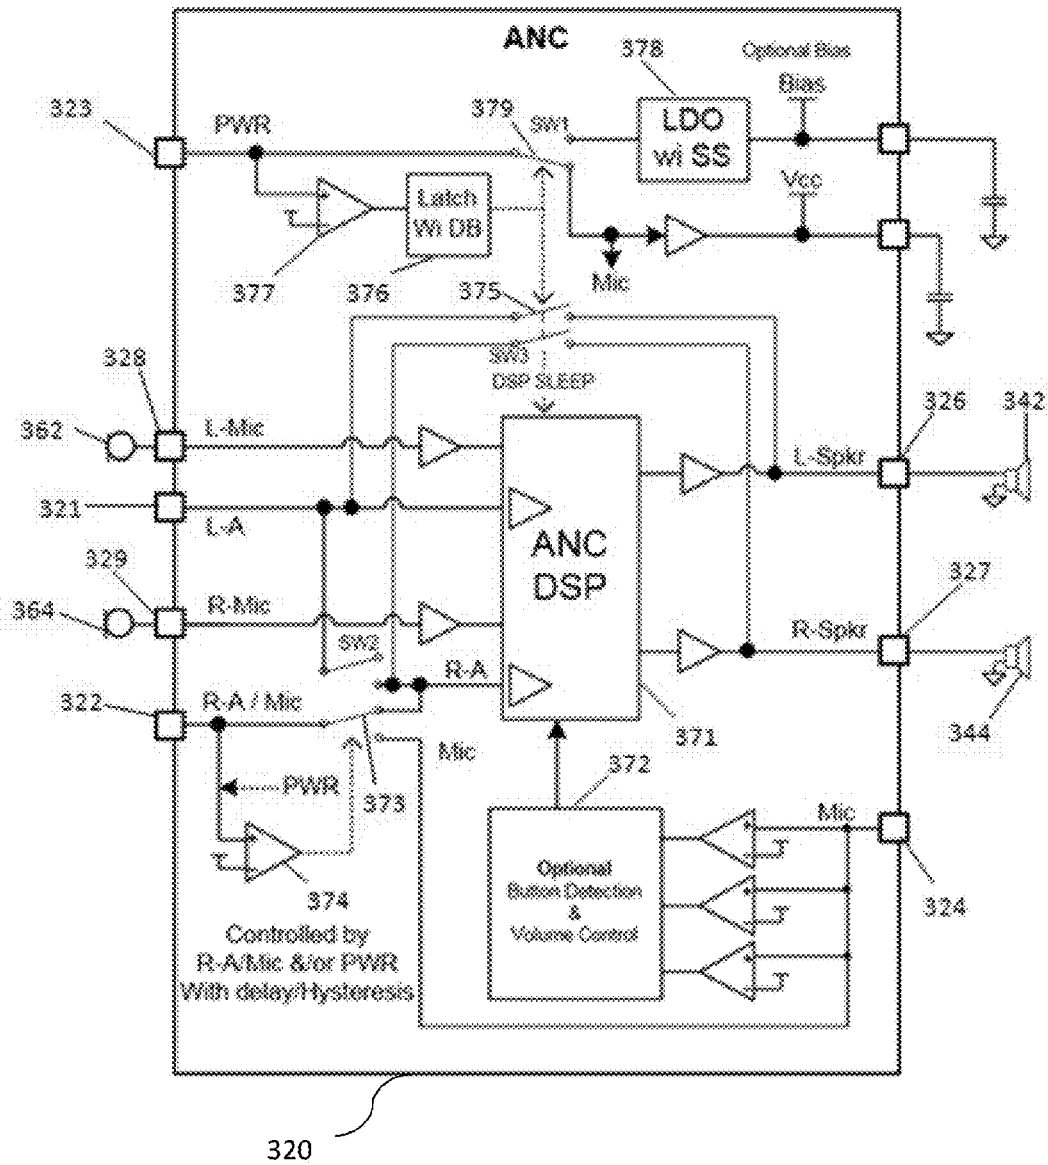 ANC
378
Optional Bias
323
PWR
379
SW1
LDO
wi SS
Bias
Latch
Wi DB
Vcc
377
376
375
Mic
SW3
DSP SLEEP
328
326
342
362
L-Mic
L-Spkr
321
L-A
ANC
DSP
329
327
364
R-Mic
R-Spkr
SW2
R-A
322
R-A / Mic
371
344
Mic
372
PWR
373
Mic
Optional
Button Detection
&
Volume Control
374
324
Controlled by
R-A/Mic &/or PWR
With delay/Hysteresis
320